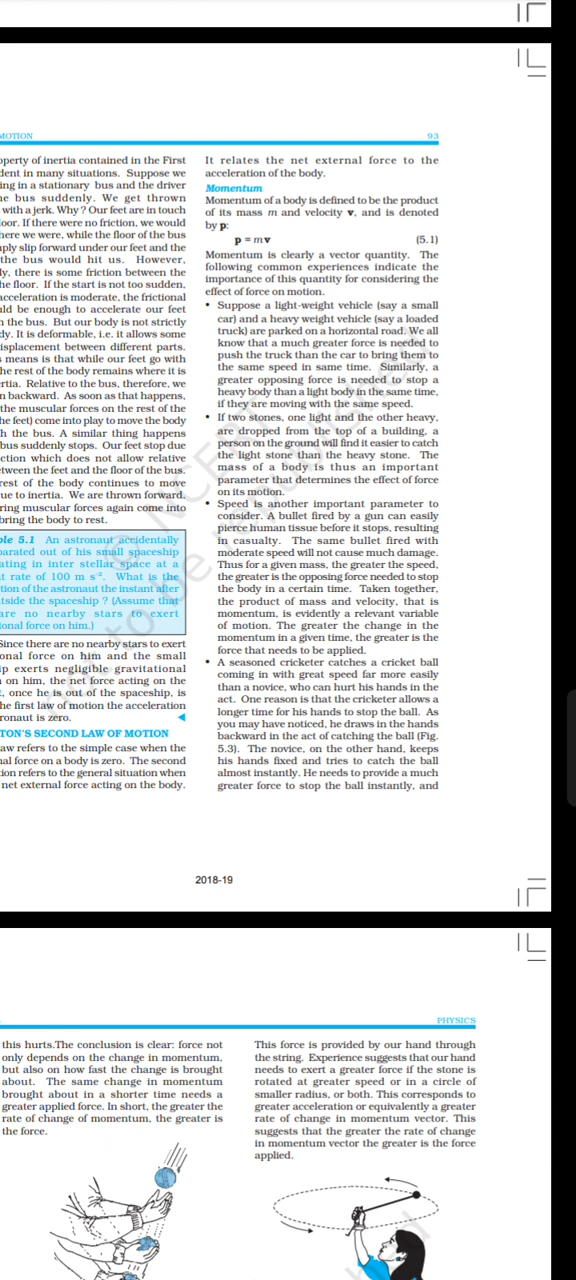 MOTION
93
operty of inertia contained in the First
dent in many situations. Suppose we
ing in a stationary bus and the driver
he bus suddenly. We get thrown
with a jerk. Why ? Our feet are in touch
loor. If there were no friction, we would
here we were, while the floor of the bus
ply slip forward under our feet and the
the bus would hit us. However,
ly, there is some friction between the
he floor. If the start is not too sudden,
acceleration is moderate, the frictional
uld be enough to accelerate our feet
h the bus. But our body is not strictly
dy. It is deformable, i.e. it allows some
isplacement between different parts.
s means is that while our feet go with
he rest of the body remains where it is
ertia. Relative to the bus, therefore, we
n backward. As soon as that happens,
the muscular forces on the rest of the
he feet) come into play to move the body
h the bus. A similar thing happens
bus suddenly stops. Our feet stop due
ction which does not allow relative
etween the feet and the floor of the bus.
rest of the body continues to move
ue to inertia. We are thrown forward.
ring muscular forces again come into
bring the body to rest.
ple 5.1 An astronaut accidentally
parated out of his small spaceship
ating in inter stellar space at a
t rate of 100 m s⁻². What is the
tion of the astronaut the instant after
tside the spaceship ? (Assume that
are no nearby stars to exert
ional force on him.)
Since there are no nearby stars to exert
onal force on him and the small
ip exerts negligible gravitational
n on him, the net force acting on the
t, once he is out of the spaceship, is
he first law of motion the acceleration
ronaut is zero.
TON'S SECOND LAW OF MOTION
aw refers to the simple case when the
nal force on a body is zero. The second
tion refers to the general situation when
net external force acting on the body.
It relates the net external force to the
acceleration of the body.
Momentum
Momentum of a body is defined to be the product
of its mass m and velocity v, and is denoted
by p:
p = m v (5.1)
Momentum is clearly a vector quantity. The
following common experiences indicate the
importance of this quantity for considering the
effect of force on motion.
• Suppose a light-weight vehicle (say a small
car) and a heavy weight vehicle (say a loaded
truck) are parked on a horizontal road. We all
know that a much greater force is needed to
push the truck than the car to bring them to
the same speed in same time. Similarly, a
greater opposing force is needed to stop a
heavy body than a light body in the same time,
if they are moving with the same speed.
• If two stones, one light and the other heavy,
are dropped from the top of a building, a
person on the ground will find it easier to catch
the light stone than the heavy stone. The
mass of a body is thus an important
parameter that determines the effect of force
on its motion.
• Speed is another important parameter to
consider. A bullet fired by a gun can easily
pierce human tissue before it stops, resulting
in casualty. The same bullet fired with
moderate speed will not cause much damage.
Thus for a given mass, the greater the speed,
the greater is the opposing force needed to stop
the body in a certain time. Taken together,
the product of mass and velocity, that is
momentum, is evidently a relevant variable
of motion. The greater the change in the
momentum in a given time, the greater is the
force that needs to be applied.
• A seasoned cricketer catches a cricket ball
coming in with great speed far more easily
than a novice, who can hurt his hands in the
act. One reason is that the cricketer allows a
longer time for his hands to stop the ball. As
you may have noticed, he draws in the hands
backward in the act of catching the ball (Fig.
5.3). The novice, on the other hand, keeps
his hands fixed and tries to catch the ball
almost instantly. He needs to provide a much
greater force to stop the ball instantly, and
2018-19
PHYSICS
this hurts.The conclusion is clear: force not
only depends on the change in momentum,
but also on how fast the change is brought
about. The same change in momentum
brought about in a shorter time needs a
greater applied force. In short, the greater the
rate of change of momentum, the greater is
the force.
This force is provided by our hand through
the string. Experience suggests that our hand
needs to exert a greater force if the stone is
rotated at greater speed or in a circle of
smaller radius, or both. This corresponds to
greater acceleration or equivalently a greater
rate of change in momentum vector. This
suggests that the greater the rate of change
in momentum vector the greater is the force
applied.